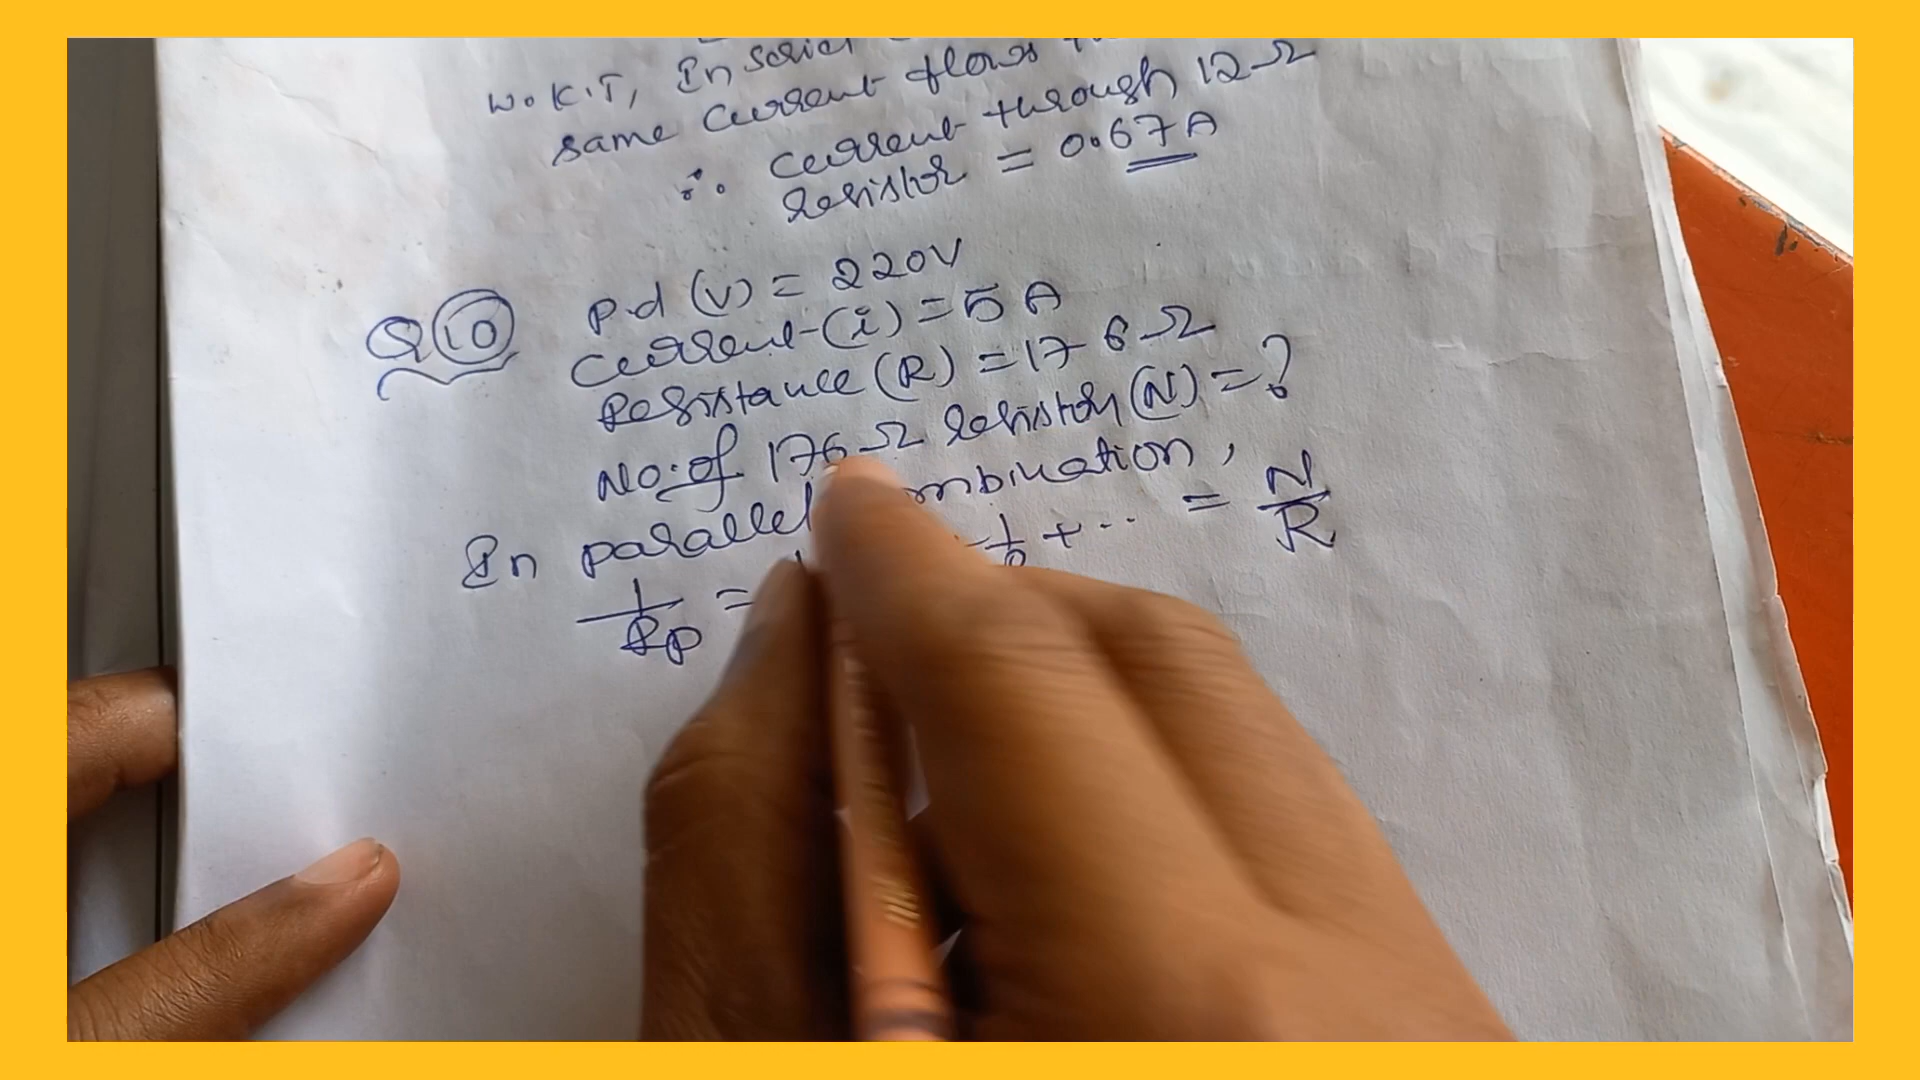 W.K.T, In series
same current flows
∴ current through 12Ω
resistor = 0.67A
Q 10
P.d (V) = 220V
Current (i) = 5A
Resistance (R) = 176Ω
No. of 176Ω resistors (N) = ?
In parallel combination,
1/Rp = + ... = N/R